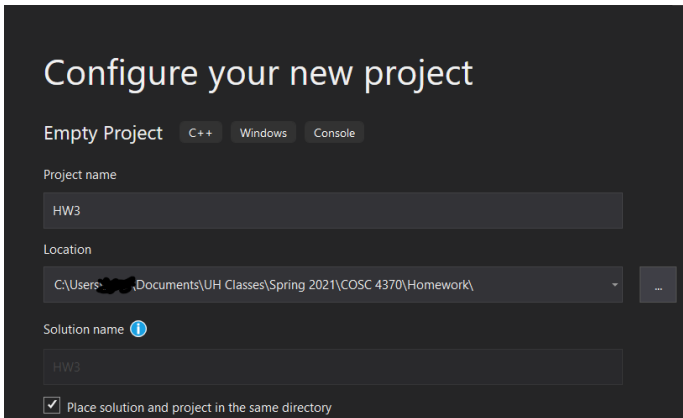 Configure your new project
Empty Project C++ Windows Console
Project name
HW3
Location
C:\Users\ \Documents\UH Classes\Spring 2021\COSC 4370\Homework\
...
Solution name i
HW3
Place solution and project in the same directory